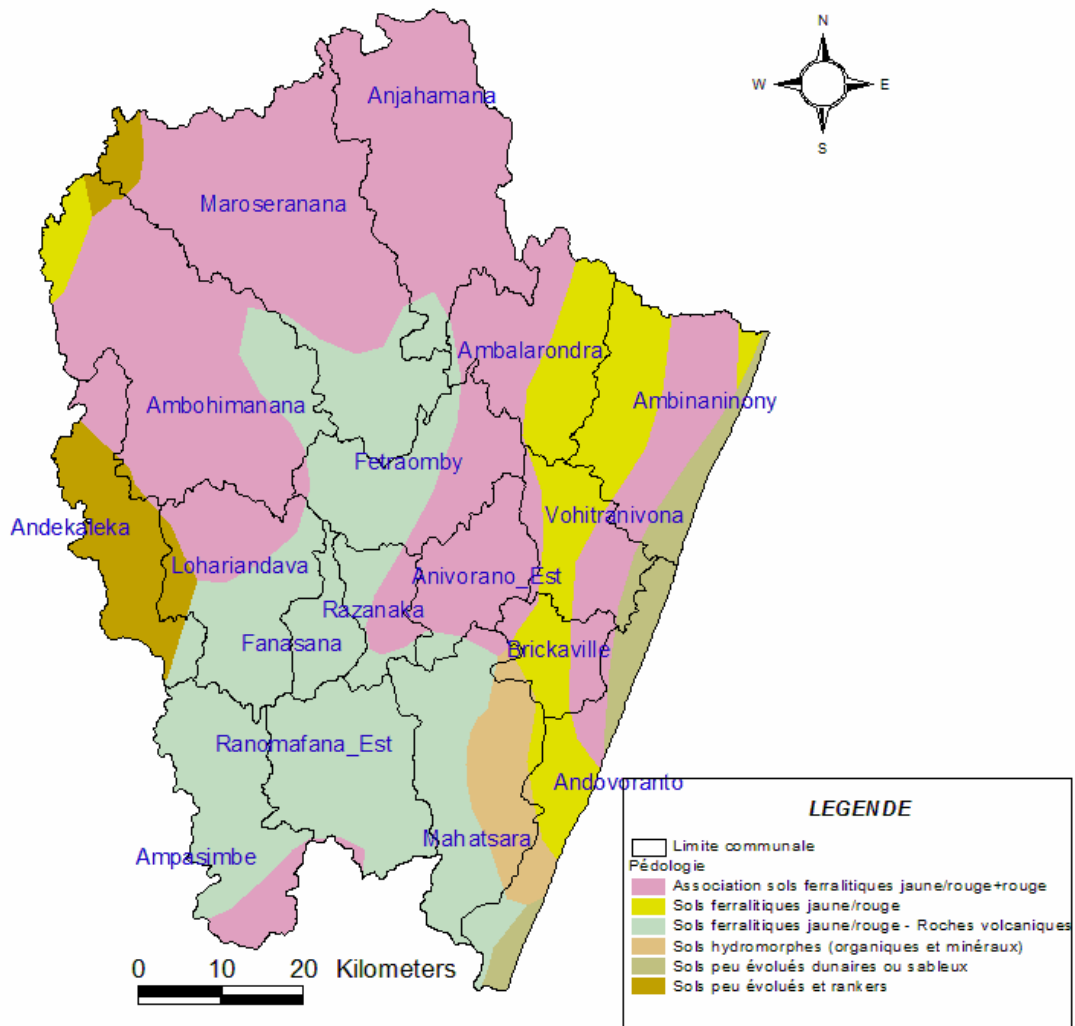 N
W
E
S
Anjahamana
Maroseranana
Ambalarondra
Ambohimanana
Ambinaninony
Fetraomby
Andekaleka
Vohitranivona
Lohariandava
Anivorano_Est
Razanaka
Fanasana
Brickaville
Ranomafana_Est
Andovoranto
Mahatsara
Ampasimbe
0 10 20 Kilometers
LEGENDE
Limite communale
Pédologie
Association sols ferralitiques jaune/rouge+rouge
Sols ferralitiques jaune/rouge
Sols ferralitiques jaune/rouge - Roches volcaniques
Sols hydromorphes (organiques et minéraux)
Sols peu évolués dunaires ou sableux
Sols peu évolués et rankers